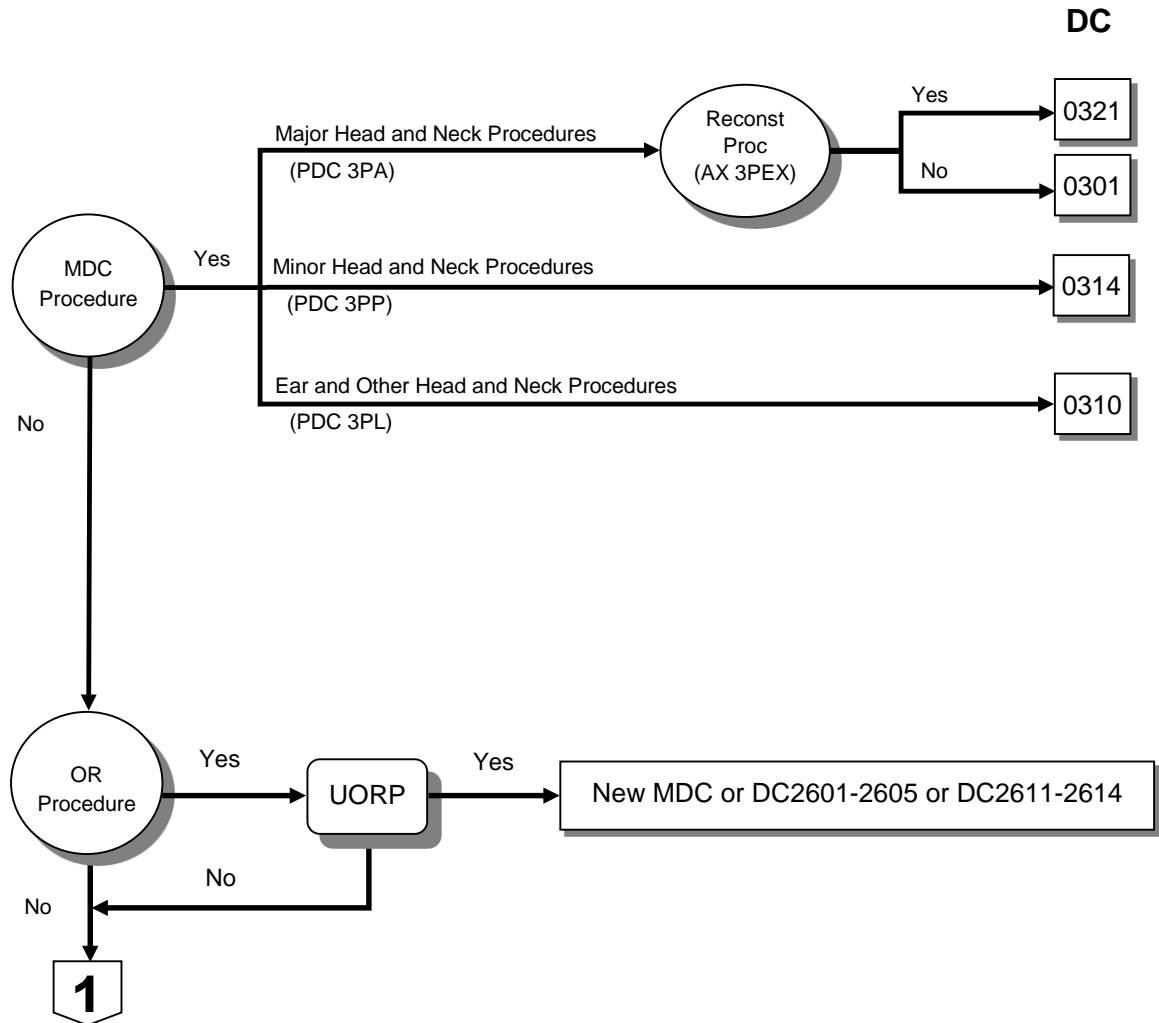 DC
Yes
0321
Major Head and Neck Procedures
(PDC 3PA)
Reconst
Proc
(AX 3PEX)
No
0301
MDC
Procedure
Yes
Minor Head and Neck Procedures
(PDC 3PP)
0314
Ear and Other Head and Neck Procedures
(PDC 3PL)
0310
No
OR
Procedure
Yes
UORP
Yes
New MDC or DC2601-2605 or DC2611-2614
No
No
1